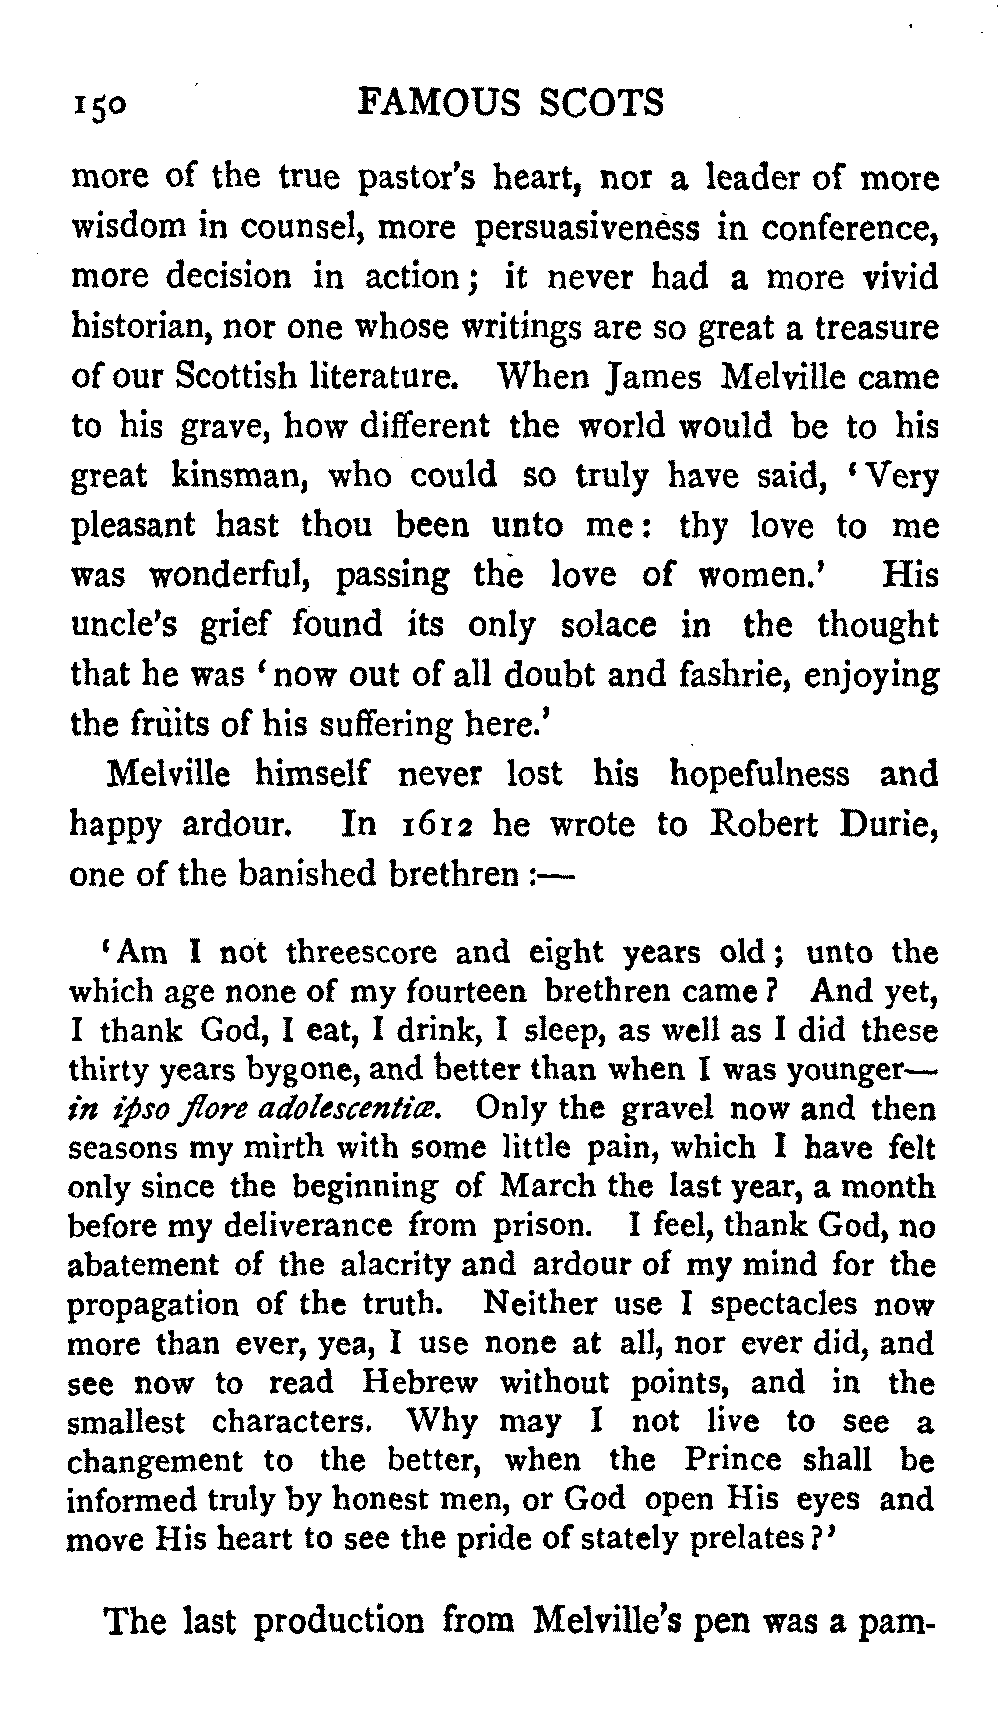 150 FAMOUS SCOTS
more of the true pastor's heart, nor a leader of more
wisdom in counsel, more persuasiveness in conference,
more decision in action; it never had a more vivid
historian, nor one whose writings are so great a treasure
of our Scottish literature. When James Melville came
to his grave, how different the world would be to his
great kinsman, who could so truly have said, ‘Very
pleasant hast thou been unto me: thy love to me
was wonderful, passing the love of women.’ His
uncle's grief found its only solace in the thought
that he was ‘now out of all doubt and fashrie, enjoying
the fruits of his suffering here.’
Melville himself never lost his hopefulness and
happy ardour. In 1612 he wrote to Robert Durie,
one of the banished brethren:—
‘Am I not threescore and eight years old; unto the
which age none of my fourteen brethren came? And yet,
I thank God, I eat, I drink, I sleep, as well as I did these
thirty years bygone, and better than when I was younger—
in ipso flore adolescentiæ. Only the gravel now and then
seasons my mirth with some little pain, which I have felt
only since the beginning of March the last year, a month
before my deliverance from prison. I feel, thank God, no
abatement of the alacrity and ardour of my mind for the
propagation of the truth. Neither use I spectacles now
more than ever, yea, I use none at all, nor ever did, and
see now to read Hebrew without points, and in the
smallest characters. Why may I not live to see a
changement to the better, when the Prince shall be
informed truly by honest men, or God open His eyes and
move His heart to see the pride of stately prelates?’
The last production from Melville's pen was a pam-